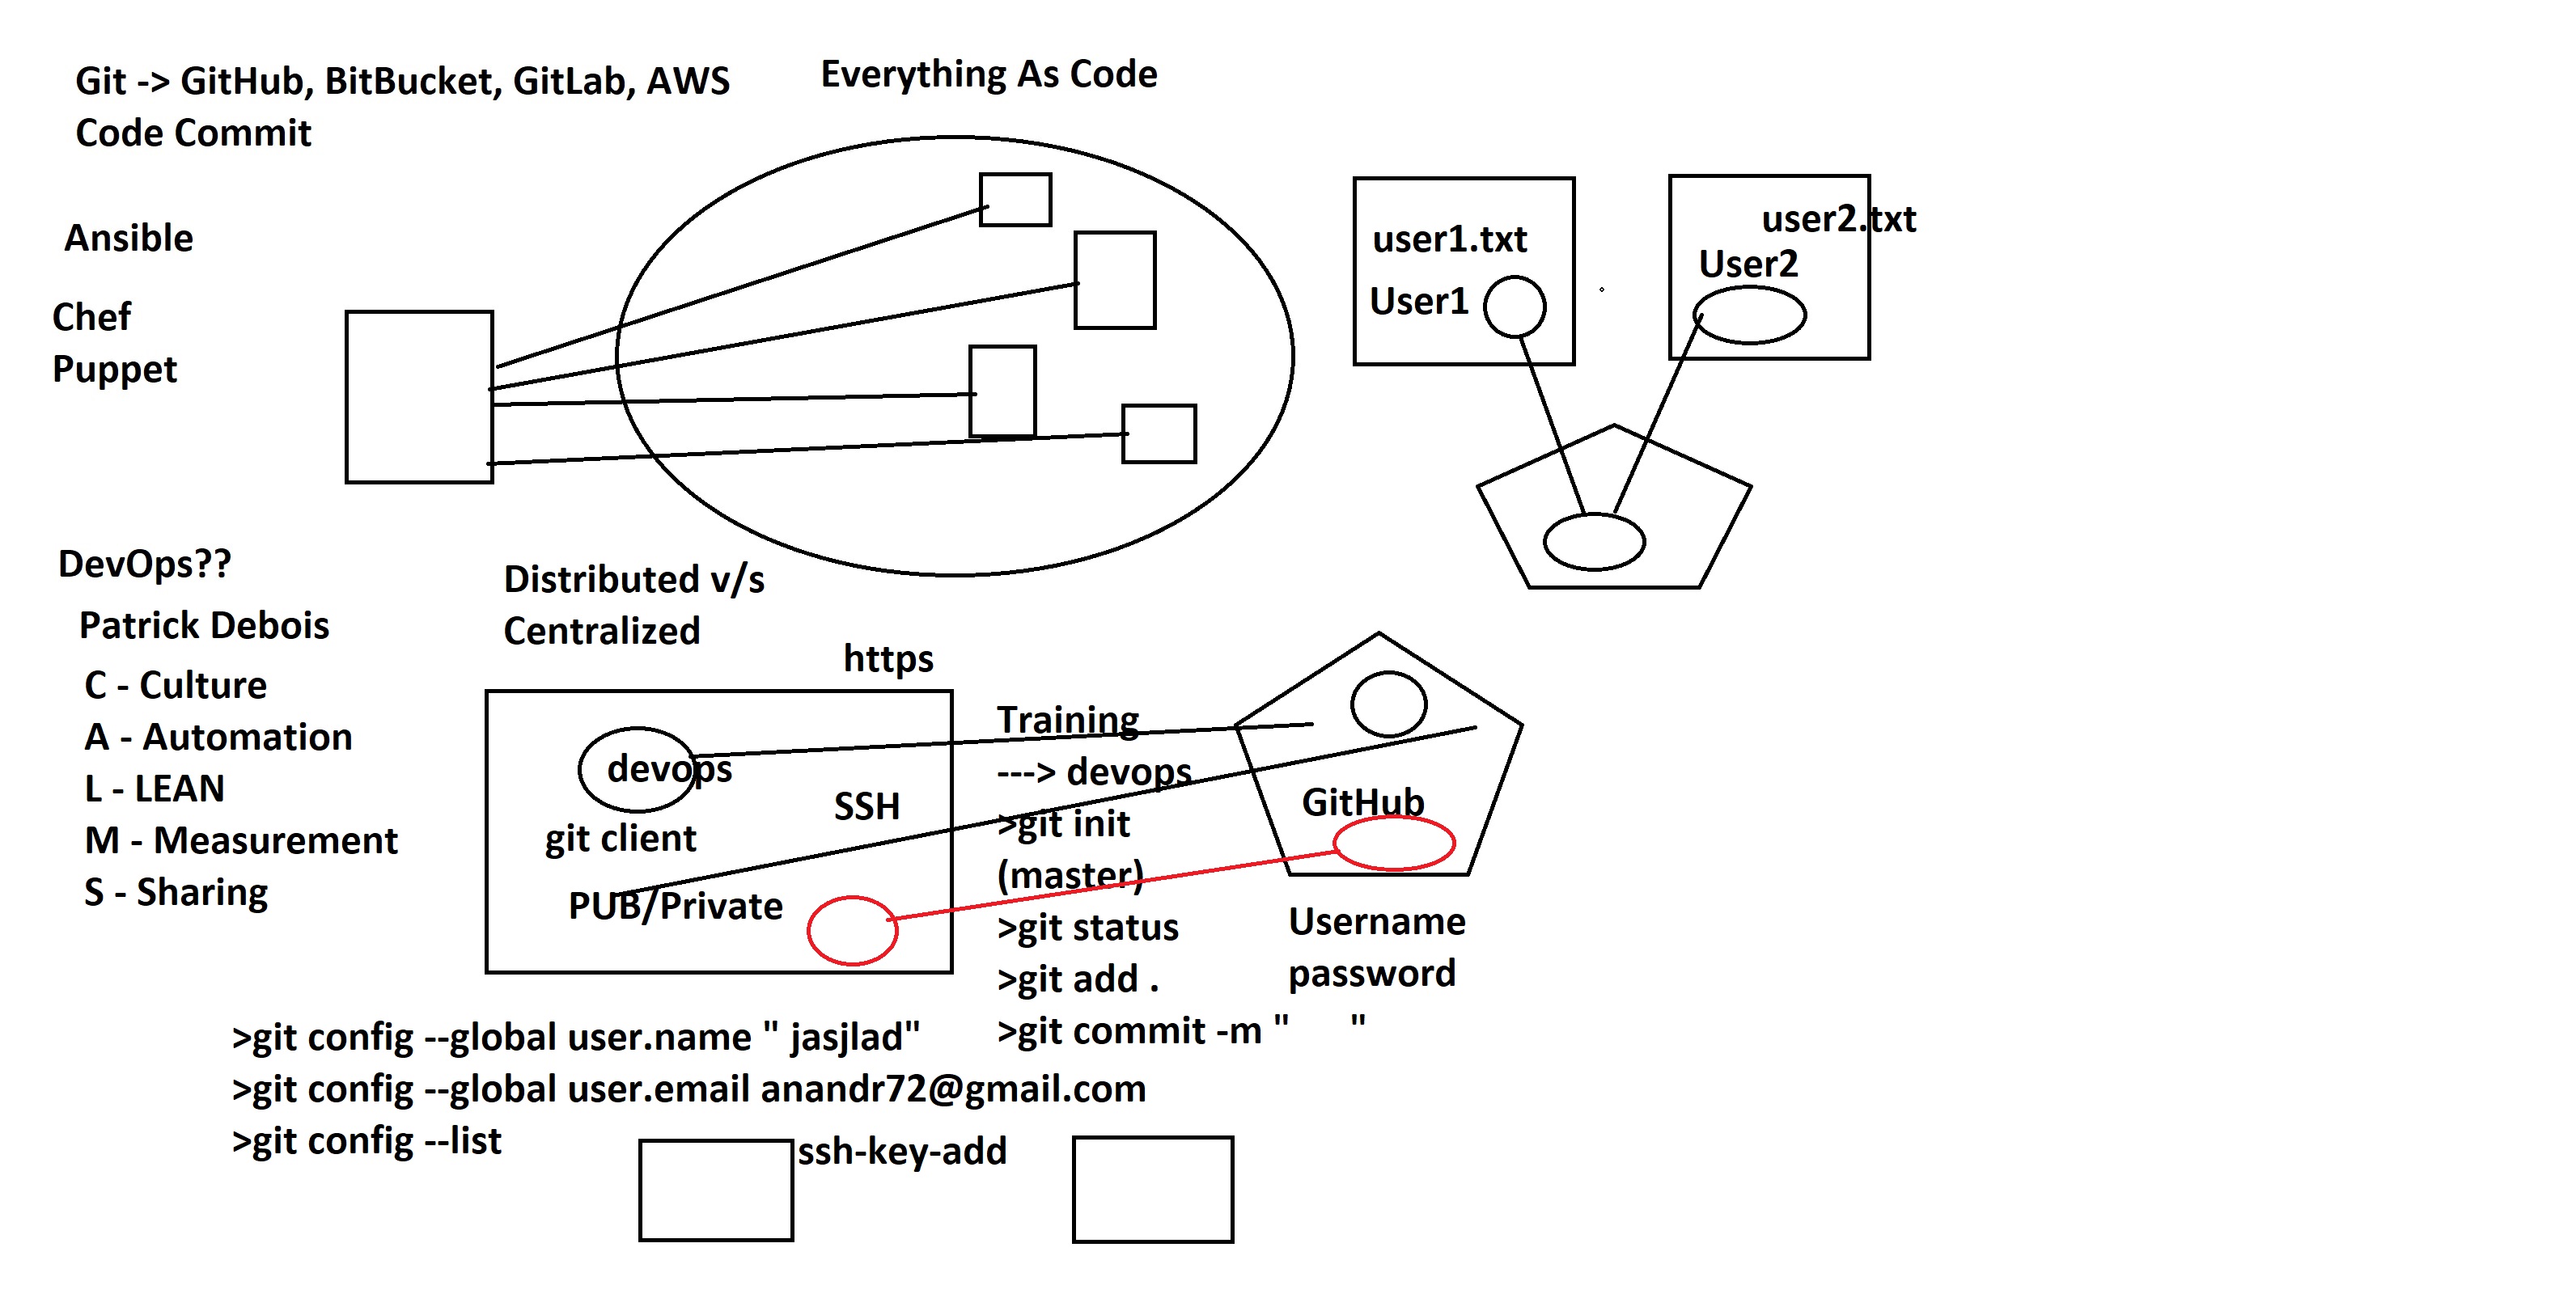 Git -> GitHub, BitBucket, GitLab, AWS
Code Commit
Everything As Code
Ansible
Chef
Puppet
user1.txt
User1
user2.txt
User2
DevOps??
Patrick Debois
C - Culture
A - Automation
L - LEAN
M - Measurement
S - Sharing
Distributed v/s
Centralized
https
devops
SSH
git client
PUB/Private
Training
---> devops
>git init
(master)
>git status
>git add .
>git commit -m "      "
GitHub
Username
password
>git config --global user.name " jasjlad"
>git config --global user.email anandr72@gmail.com
>git config --list
ssh-key-add